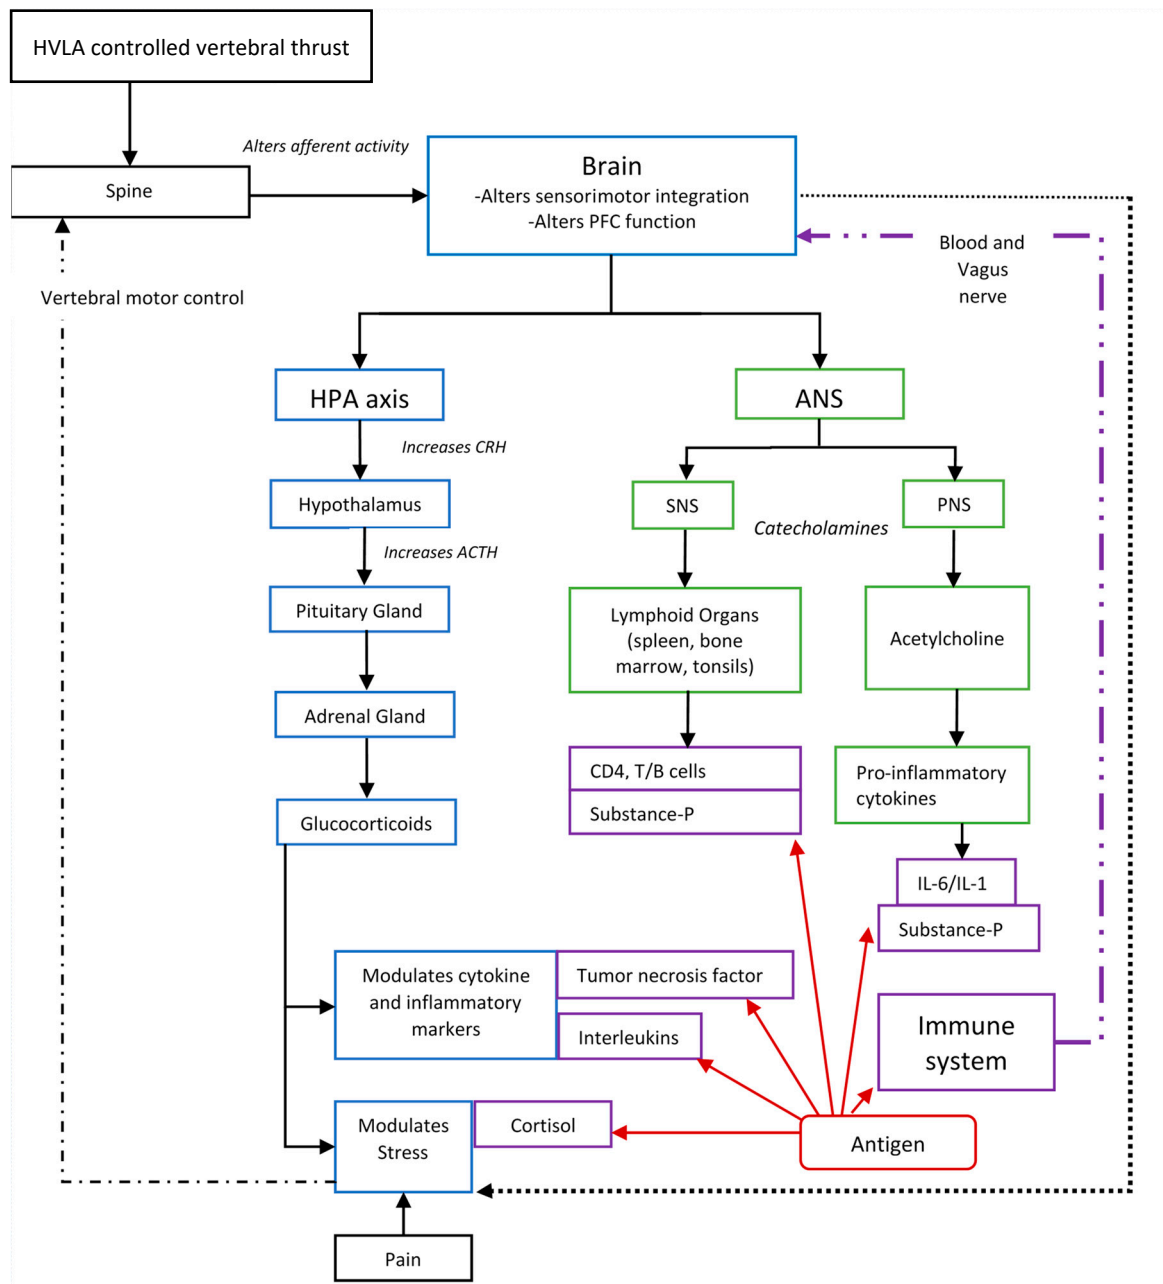 HVLA controlled vertebral thrust
Alters afferent activity
Brain
-Alters sensorimotor integration
-Alters PFC function
Spine
Blood and
Vagus
nerve
Vertebral motor control
HPA axis
ANS
Increases CRH
Hypothalamus
SNS
PNS
Catecholamines
Increases ACTH
Pituitary Gland
Lymphoid Organs
(spleen, bone
marrow, tonsils)
Acetylcholine
Adrenal Gland
CD4, T/B cells
Substance-P
Pro-inflammatory
cytokines
Glucocorticoids
IL-6/IL-1
Substance-P
Modulates cytokine
and inflammatory
markers
Tumor necrosis factor
Interleukins
Immune
system
Modulates
Stress
Cortisol
Antigen
Pain